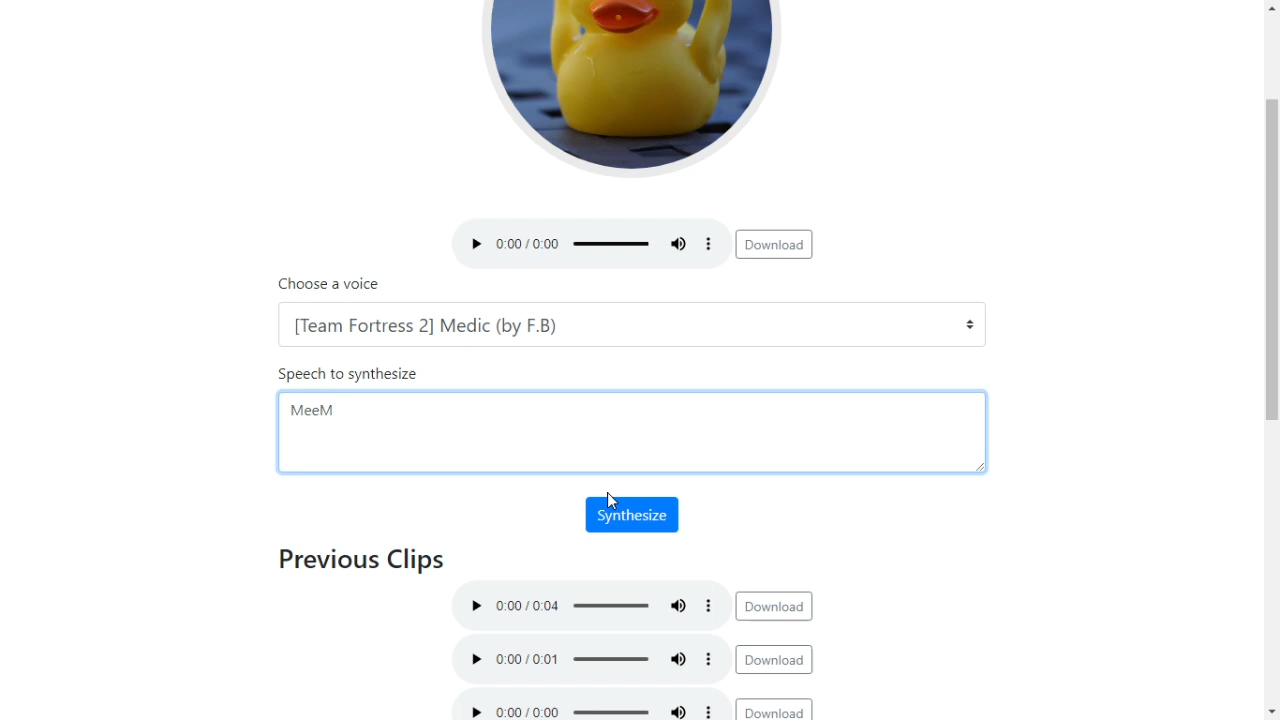 0:00 / 0:00 Download
Choose a voice
[Team Fortress 2] Medic (by F.B)
Speech to synthesize
MeeM
Synthesize
Previous Clips
0:00 / 0:04 Download
0:00 / 0:01 Download
0:00 / 0:00 Download